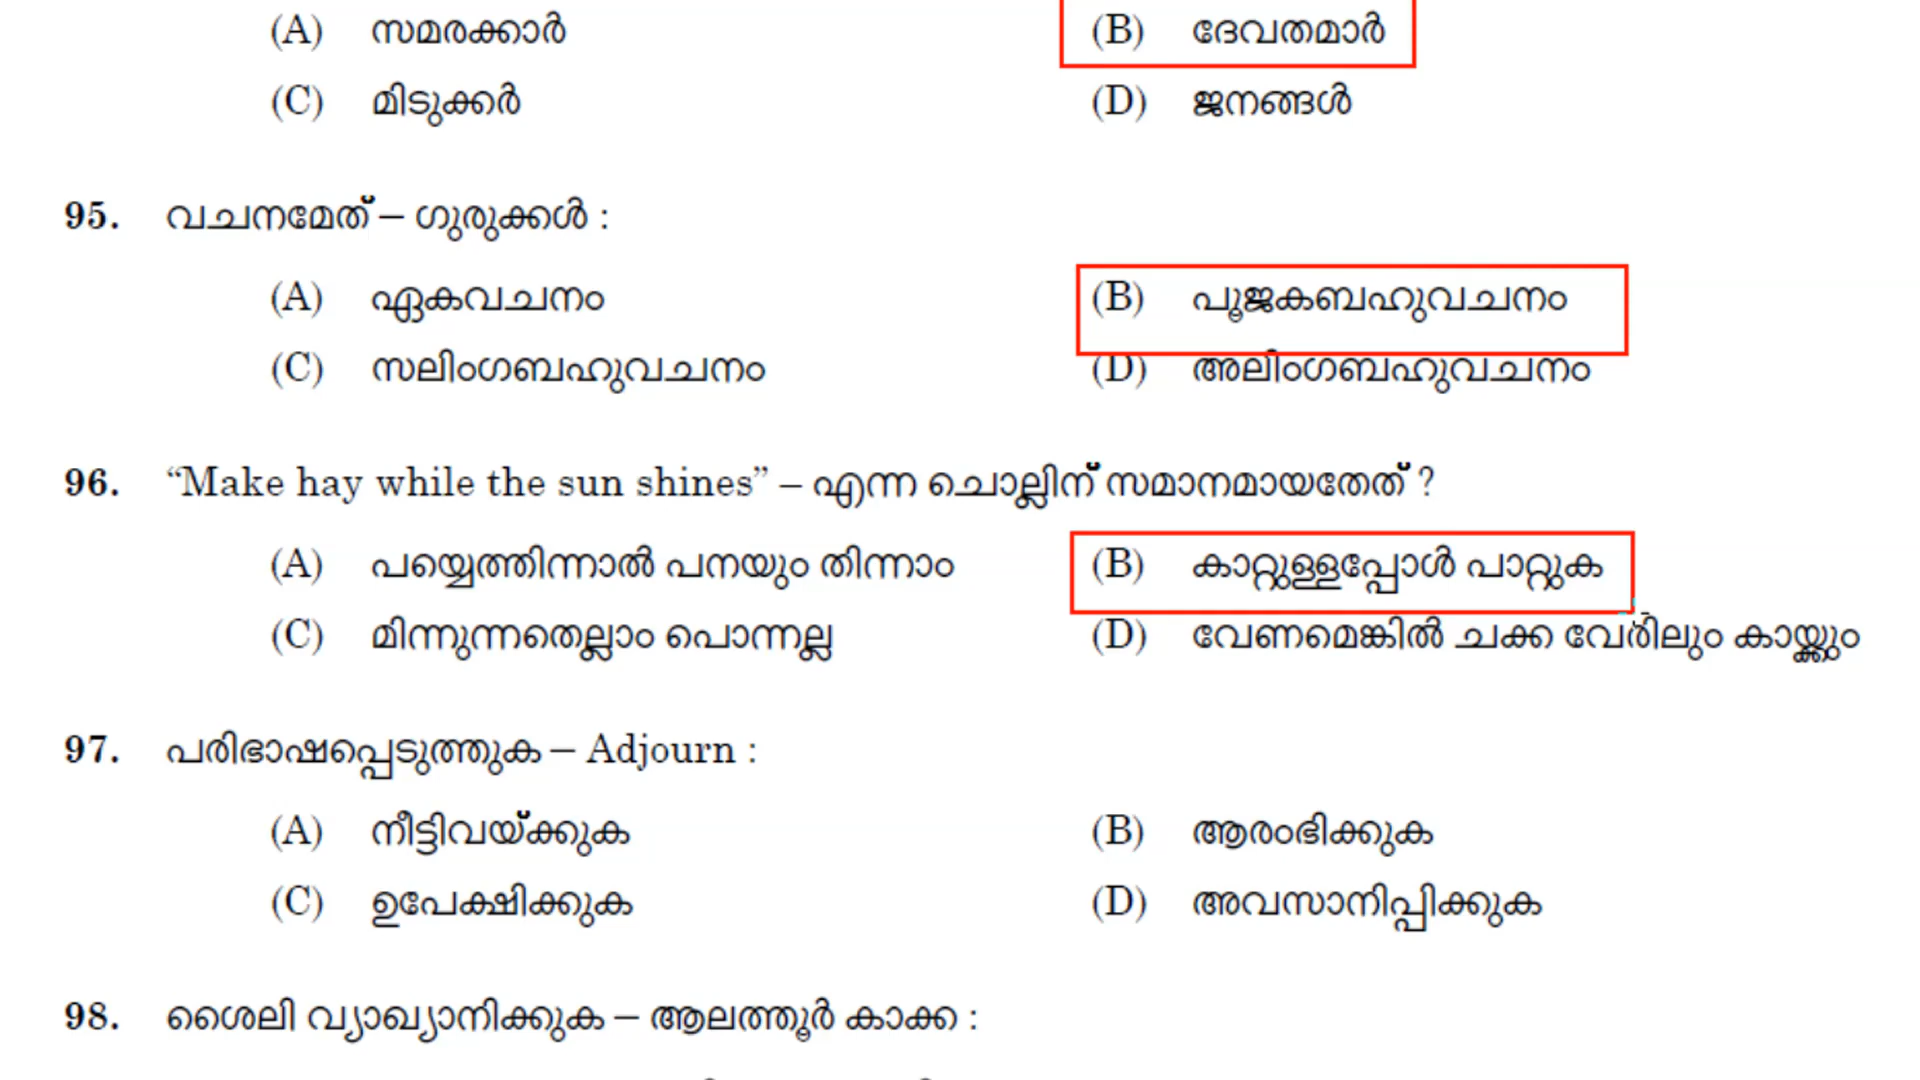 (A) സമരക്കാർ (B) ദേവതമാർ
(C) മിടുക്കർ (D) ജനങ്ങൾ
95. വചനമേത് – ഗുരുക്കൾ :
(A) ഏകവചനം (B) പൂജകബഹുവചനം
(C) സലിംഗബഹുവചനം (D) അലിംഗബഹുവചനം
96. “Make hay while the sun shines” – എന്ന ചൊല്ലിന് സമാനമായതേത് ?
(A) പയ്യെത്തിന്നാൽ പനയും തിന്നാം (B) കാറ്റുള്ളപ്പോൾ പാറ്റുക
(C) മിന്നുന്നതെല്ലാം പൊന്നല്ല (D) വേണമെങ്കിൽ ചക്ക വേരിലും കായ്ക്കും
97. പരിഭാഷപ്പെടുത്തുക – Adjourn :
(A) നീട്ടിവയ്ക്കുക (B) ആരംഭിക്കുക
(C) ഉപേക്ഷിക്കുക (D) അവസാനിപ്പിക്കുക
98. ശൈലി വ്യാഖ്യാനിക്കുക – ആലത്തൂർ കാക്ക :